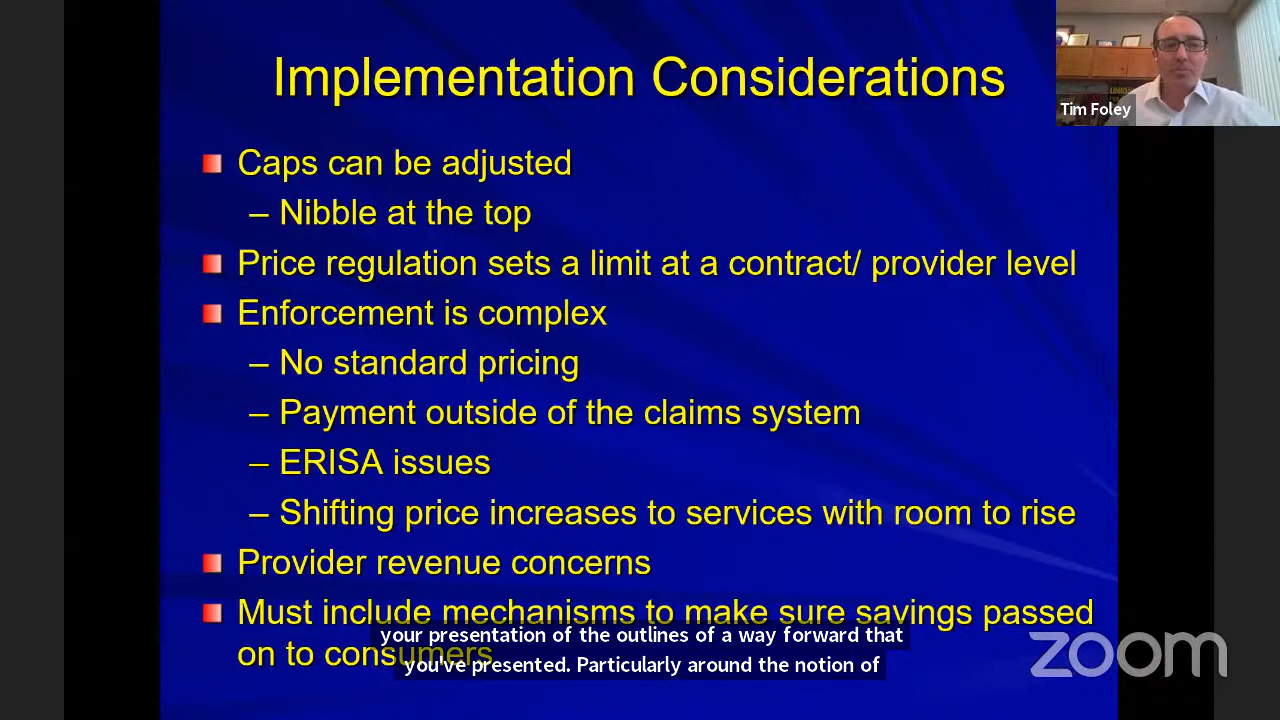 Implementation Considerations
Tim Foley
Caps can be adjusted
– Nibble at the top
Price regulation sets a limit at a contract/ provider level
Enforcement is complex
– No standard pricing
– Payment outside of the claims system
– ERISA issues
– Shifting price increases to services with room to rise
Provider revenue concerns
Must include mechanisms to make sure savings passed
on to consumers
your presentation of the outlines of a way forward that
you've presented. Particularly around the notion of
zoom